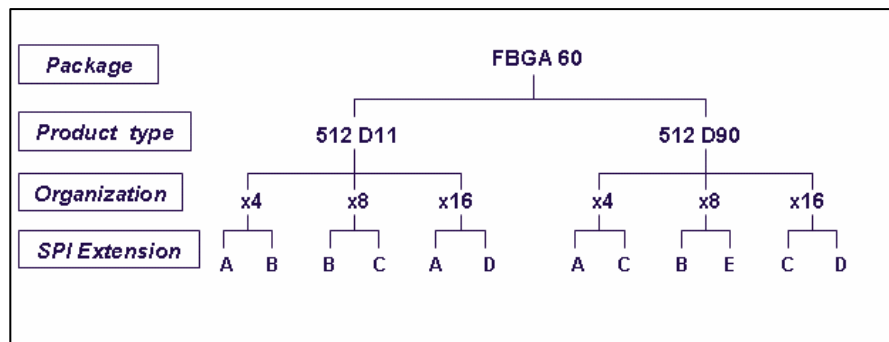 Package FBGA 60
Product type 512 D11 512 D90
Organization x4 x8 x16 x4 x8 x16
SPI Extension A B B C A D A C B E C D